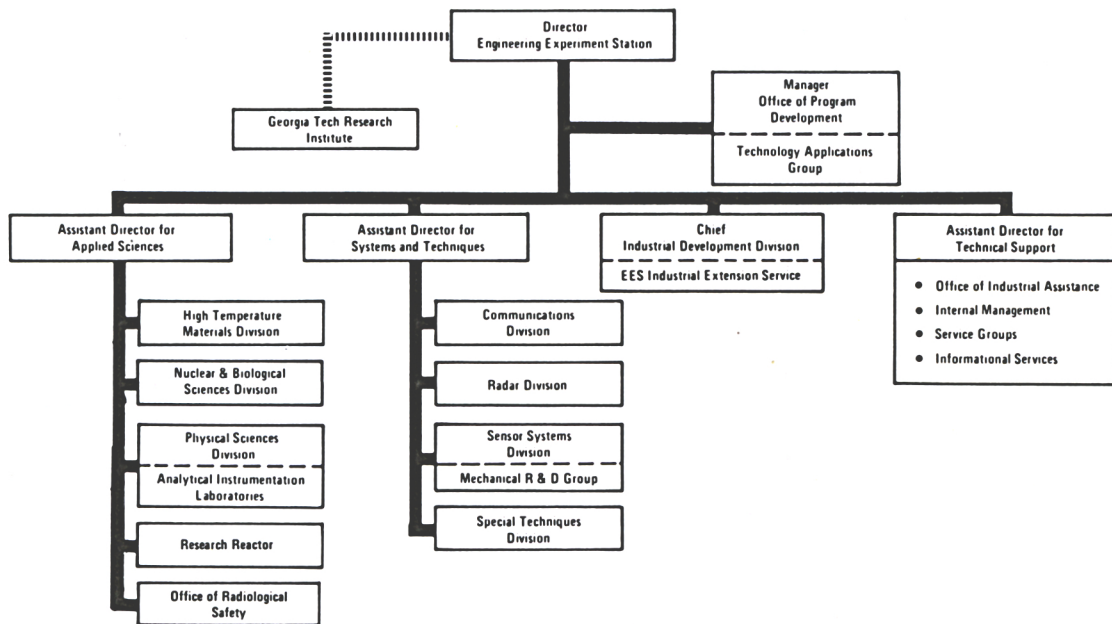 Director
Engineering Experiment Station
Georgia Tech Research
Institute
Manager
Office of Program
Development
Technology Applications
Group
Assistant Director for
Applied Sciences
Assistant Director for
Systems and Techniques
Chief
Industrial Development Division
EES Industrial Extension Service
Assistant Director for
Technical Support
• Office of Industrial Assistance
• Internal Management
• Service Groups
• Informational Services
High Temperature
Materials Division
Nuclear & Biological
Sciences Division
Physical Sciences
Division
Analytical Instrumentation
Laboratories
Research Reactor
Office of Radiological
Safety
Communications
Division
Radar Division
Sensor Systems
Division
Mechanical R & D Group
Special Techniques
Division